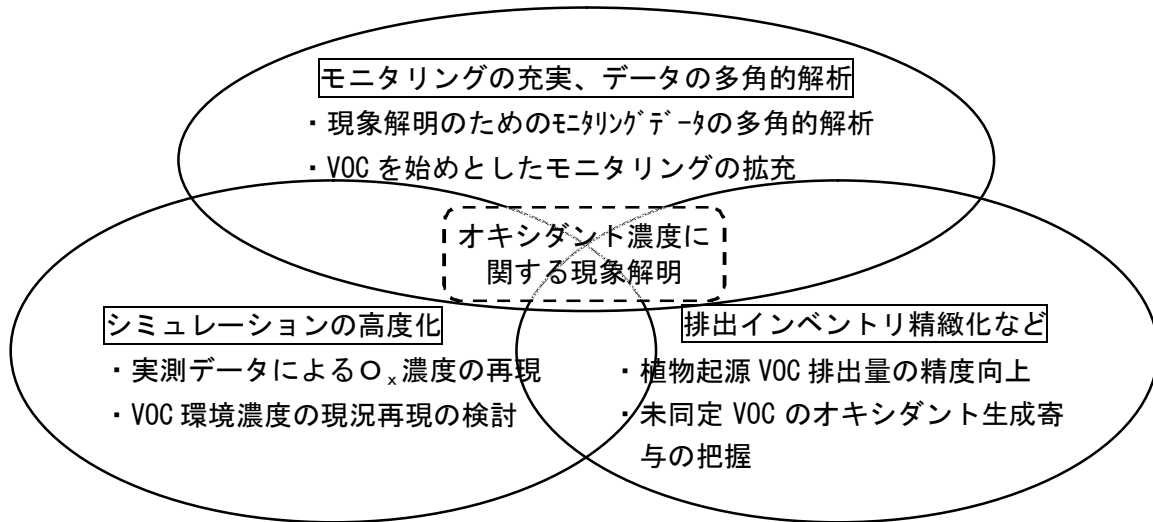 モニタリングの充実、データの多角的解析
・現象解明のためのﾓﾆﾀﾘﾝｸﾞﾃﾞｰﾀの多角的解析
・VOC を始めとしたモニタリングの拡充
オキシダント濃度に
関する現象解明
シミュレーションの高度化
・実測データによるＯₓ濃度の再現
・VOC 環境濃度の現況再現の検討
排出インベントリ精緻化など
・植物起源 VOC 排出量の精度向上
・未同定 VOC のオキシダント生成寄
与の把握